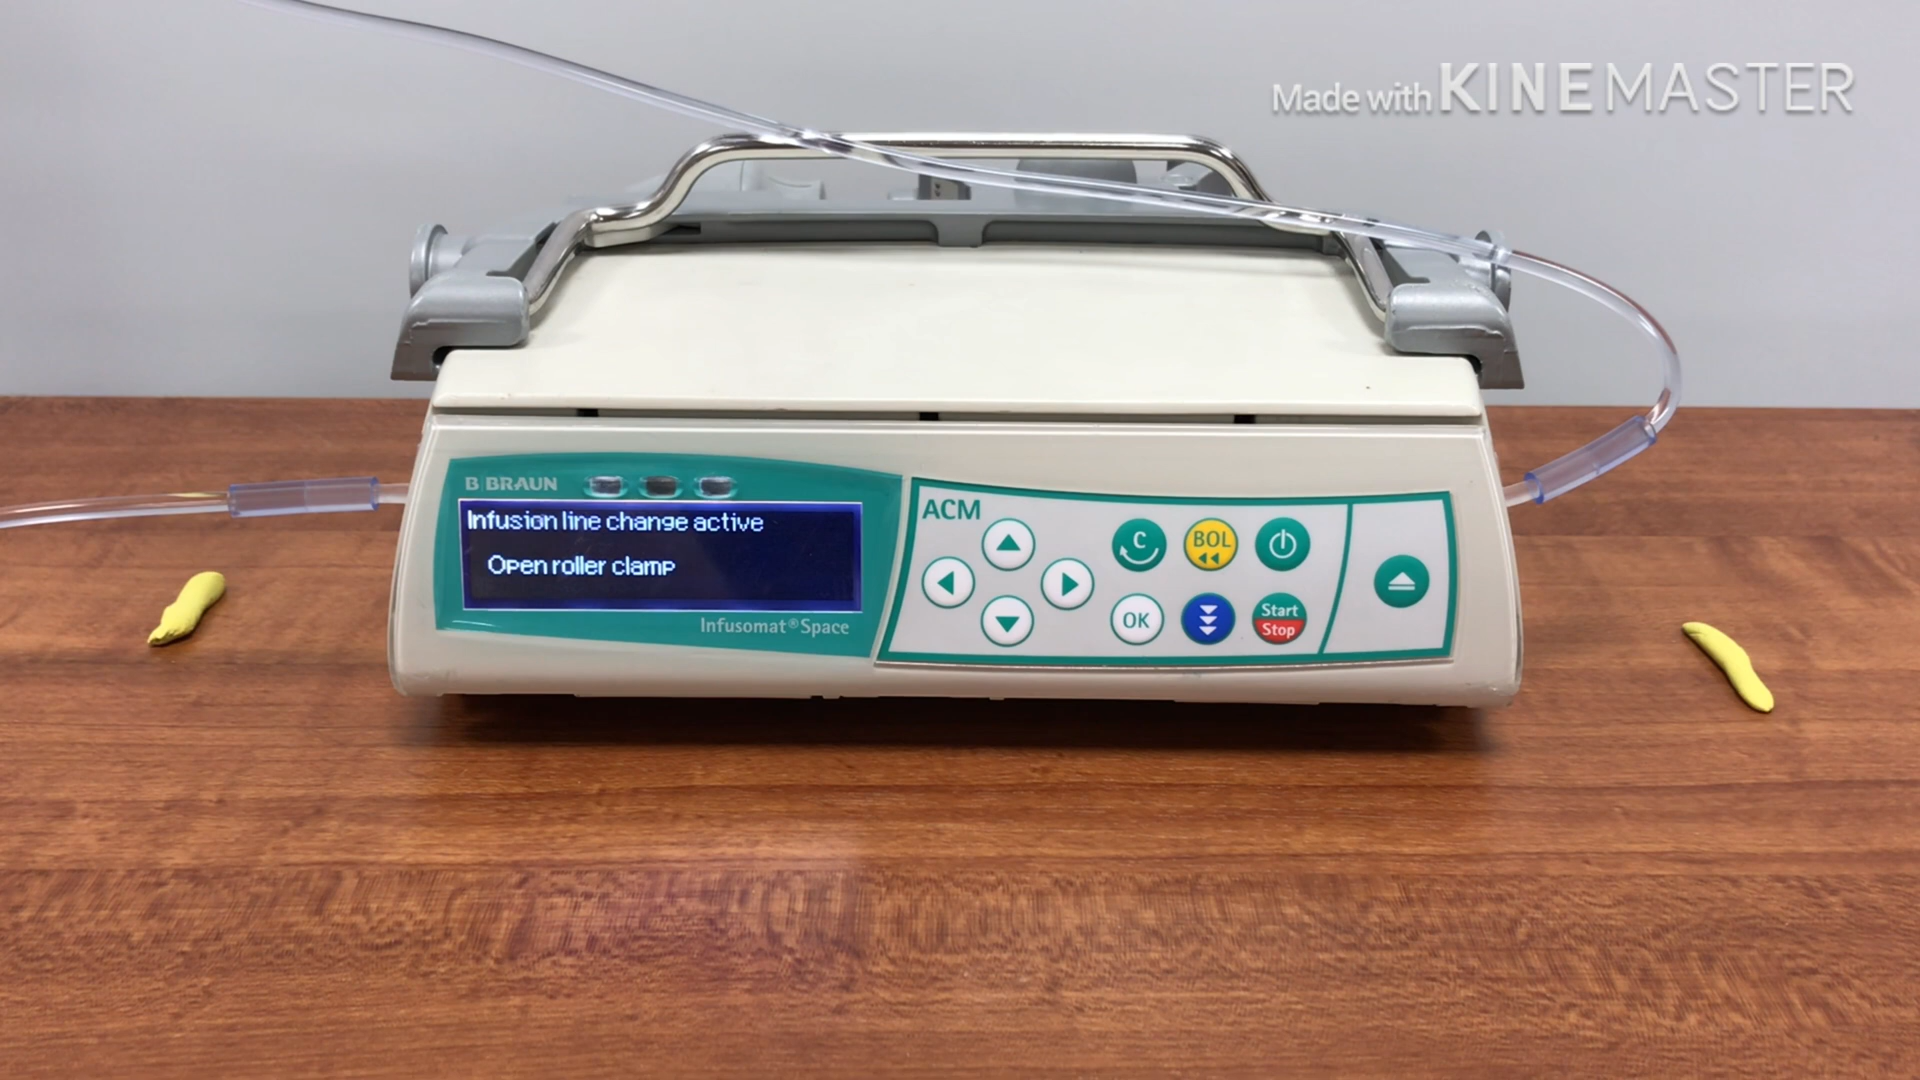 Made with KINEMASTER
B BRAUN
Infusion line change active
Open roller clamp
Infusomat®Space
ACM
C
BOL
OK
Start
Stop